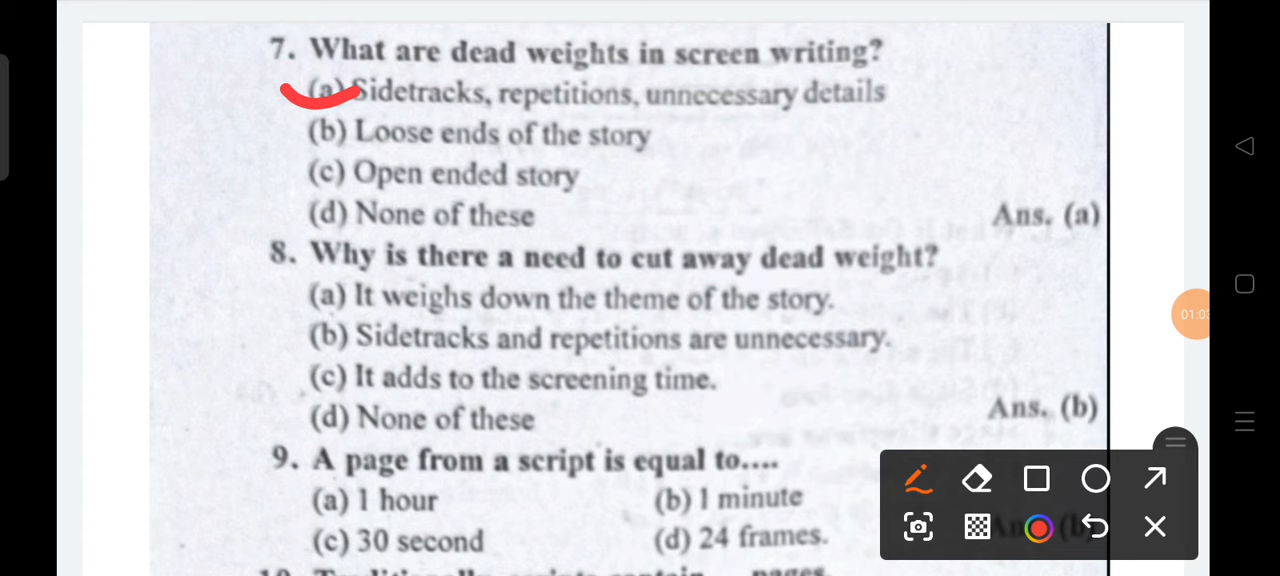 7. What are dead weights in screen writing?
(a) Sidetracks, repetitions, unnecessary details
(b) Loose ends of the story
(c) Open ended story
(d) None of these Ans. (a)
8. Why is there a need to cut away dead weight?
(a) It weighs down the theme of the story.
(b) Sidetracks and repetitions are unnecessary.
(c) It adds to the screening time.
(d) None of these Ans. (b)
9. A page from a script is equal to....
(a) 1 hour (b) 1 minute
(c) 30 second (d) 24 frames.
pages.